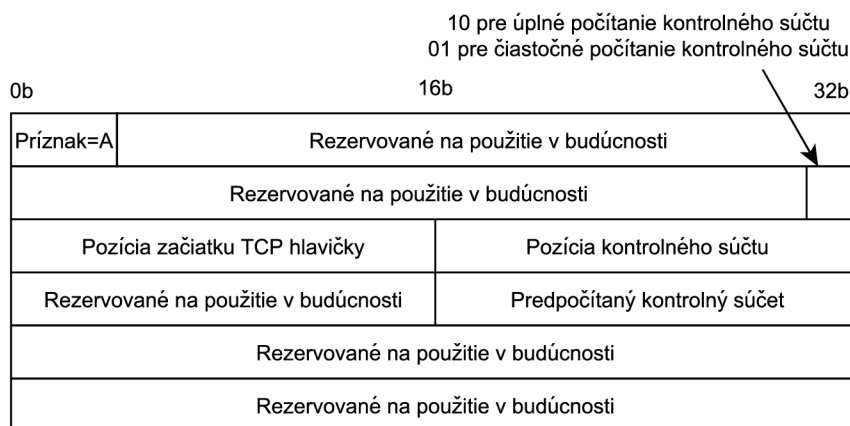 10 pre úplné počítanie kontrolného súčtu
01 pre čiastočné počítanie kontrolného súčtu
0b 16b 32b
Príznak=A Rezervované na použitie v budúcnosti
Rezervované na použitie v budúcnosti
Pozícia začiatku TCP hlavičky Pozícia kontrolného súčtu
Rezervované na použitie v budúcnosti Predpočítaný kontrolný súčet
Rezervované na použitie v budúcnosti
Rezervované na použitie v budúcnosti